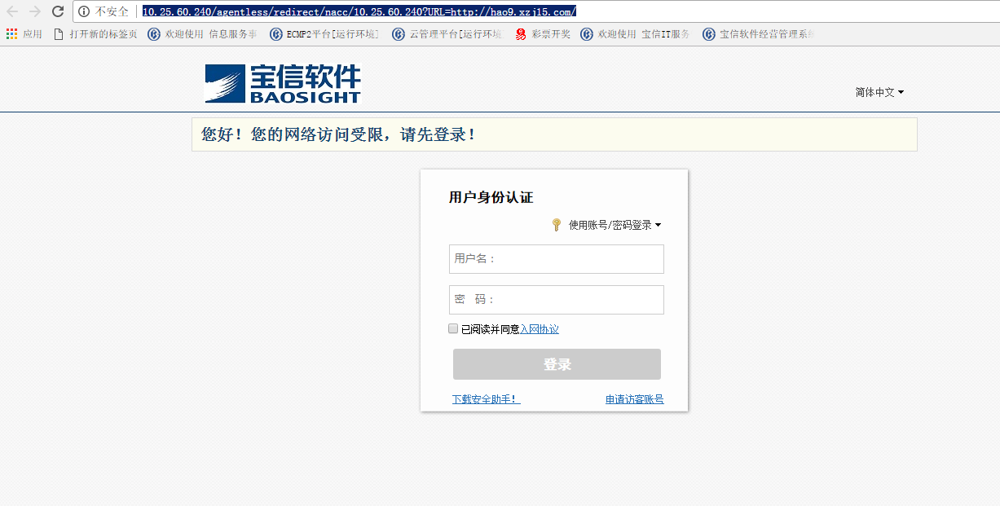 不安全 10.25.60.240/agentless/redirect/nacc/10.25.60.240?URL=http://hao9.xzj15.com/
应用 打开新的标签页 欢迎使用 信息服务事 ECMP2平台[运行环境] 云管理平台[运行环境 彩票开奖 欢迎使用 宝信IT服务 宝信软件经营管理系统
宝信软件
BAOSIGHT
简体中文
您好！您的网络访问受限，请先登录！
用户身份认证
使用账号/密码登录
用户名：
密 码：
已阅读并同意入网协议
登录
下载安全助手！ 申请访客账号